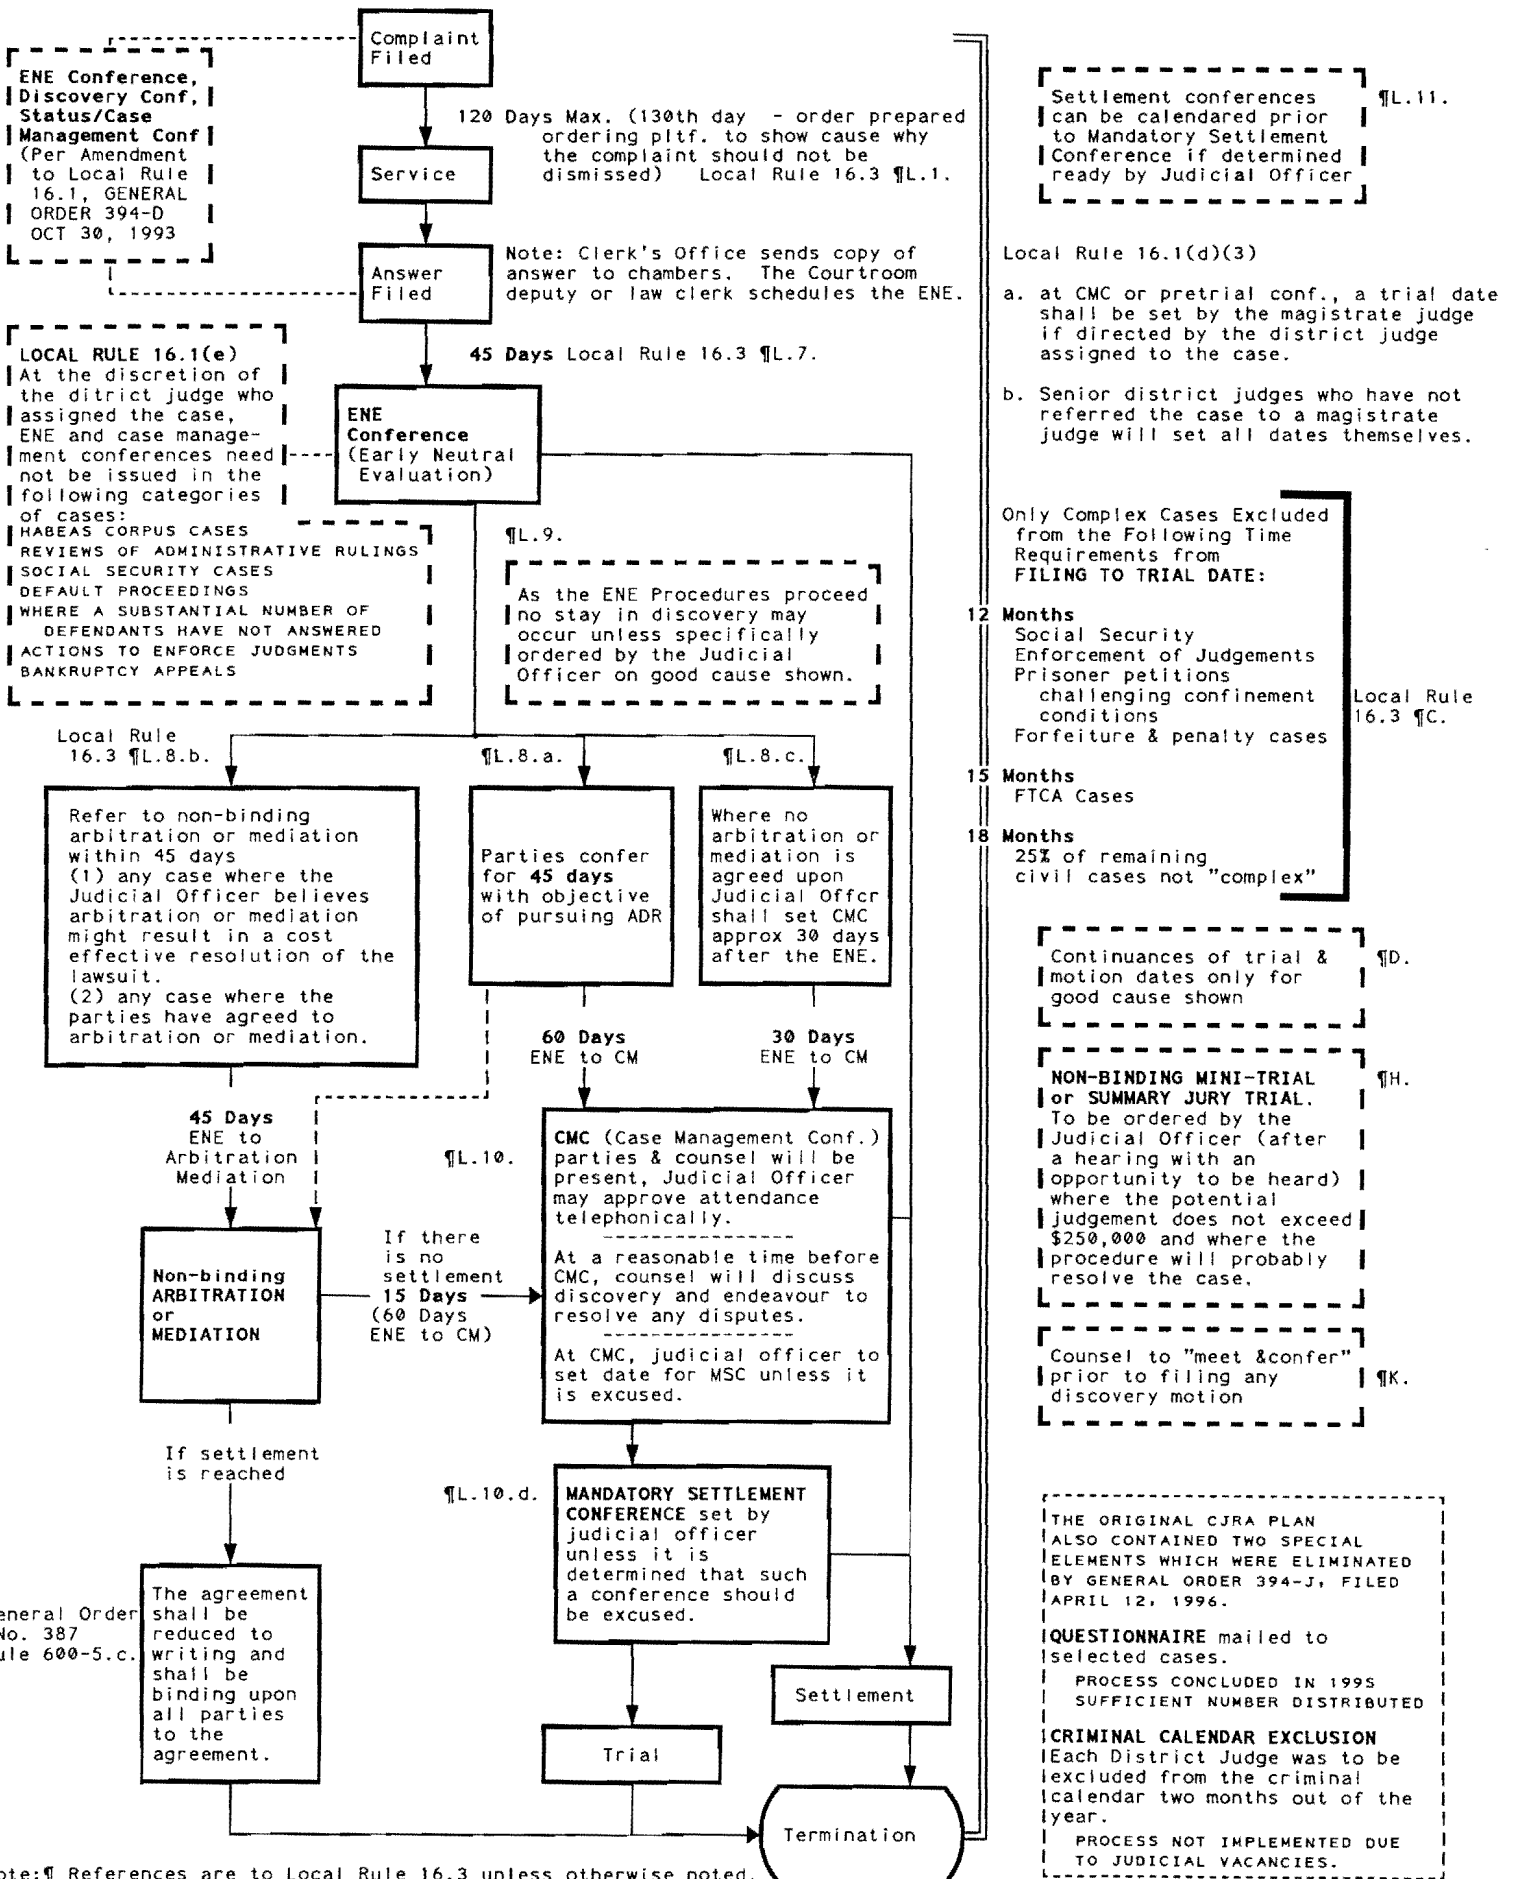 Complaint
Filed
ENE Conference,
Discovery Conf,
Status/Case
Management Conf
(Per Amendment
to Local Rule
16.1, GENERAL
ORDER 394-D
OCT 30, 1993
120 Days Max. (130th day - order prepared
ordering pltf. to show cause why
the complaint should not be
dismissed) Local Rule 16.3 ¶L.1.
Service
Note: Clerk's Office sends copy of
answer to chambers. The Courtroom
deputy or law clerk schedules the ENE.
Answer
Filed
45 Days Local Rule 16.3 ¶L.7.
LOCAL RULE 16.1(e)
At the discretion of
the ditrict judge who
assigned the case,
ENE and case manage-
ment conferences need
not be issued in the
following categories
of cases:
HABEAS CORPUS CASES
REVIEWS OF ADMINISTRATIVE RULINGS
SOCIAL SECURITY CASES
DEFAULT PROCEEDINGS
WHERE A SUBSTANTIAL NUMBER OF
DEFENDANTS HAVE NOT ANSWERED
ACTIONS TO ENFORCE JUDGMENTS
BANKRUPTCY APPEALS
ENE
Conference
(Early Neutral
Evaluation)
¶L.9.
As the ENE Procedures proceed
no stay in discovery may
occur unless specifically
ordered by the Judicial
Officer on good cause shown.
Local Rule
16.3 ¶L.8.b.
¶L.8.a.
¶L.8.c.
Refer to non-binding
arbitration or mediation
within 45 days
(1) any case where the
Judicial Officer believes
arbitration or mediation
might result in a cost
effective resolution of the
lawsuit.
(2) any case where the
parties have agreed to
arbitration or mediation.
Parties confer
for 45 days
with objective
of pursuing ADR
Where no
arbitration or
mediation is
agreed upon
Judicial Offcr
shall set CMC
approx 30 days
after the ENE.
60 Days
ENE to CM
30 Days
ENE to CM
45 Days
ENE to
Arbitration
Mediation
¶L.10.
CMC (Case Management Conf.)
parties & counsel will be
present, Judicial Officer
may approve attendance
telephonically.
At a reasonable time before
CMC, counsel will discuss
discovery and endeavour to
resolve any disputes.
At CMC, judicial officer to
set date for MSC unless it
is excused.
Non-binding
ARBITRATION
or
MEDIATION
If there
is no
settlement
15 Days
(60 Days
ENE to CM)
If settlement
is reached
¶L.10.d.
MANDATORY SETTLEMENT
CONFERENCE set by
judicial officer
unless it is
determined that such
a conference should
be excused.
eneral Order
No. 387
ule 600-5.c.
The agreement
shall be
reduced to
writing and
shall be
binding upon
all parties
to the
agreement.
Settlement
Trial
Termination
ote:¶ References are to Local Rule 16.3 unless otherwise noted.
Settlement conferences
can be calendared prior
to Mandatory Settlement
Conference if determined
ready by Judicial Officer
¶L.11.
Local Rule 16.1(d)(3)
a. at CMC or pretrial conf., a trial date
shall be set by the magistrate judge
if directed by the district judge
assigned to the case.
b. Senior district judges who have not
referred the case to a magistrate
judge will set all dates themselves.
Only Complex Cases Excluded
from the Following Time
Requirements from
FILING TO TRIAL DATE:
12 Months
Social Security
Enforcement of Judgements
Prisoner petitions
challenging confinement
conditions
Forfeiture & penalty cases
Local Rule
16.3 ¶C.
15 Months
FTCA Cases
18 Months
25% of remaining
civil cases not "complex"
Continuances of trial &
motion dates only for
good cause shown
¶D.
NON-BINDING MINI-TRIAL
or SUMMARY JURY TRIAL.
To be ordered by the
Judicial Officer (after
a hearing with an
opportunity to be heard)
where the potential
judgement does not exceed
$250,000 and where the
procedure will probably
resolve the case.
¶H.
Counsel to "meet &confer"
prior to filing any
discovery motion
¶K.
THE ORIGINAL CJRA PLAN
ALSO CONTAINED TWO SPECIAL
ELEMENTS WHICH WERE ELIMINATED
BY GENERAL ORDER 394-J, FILED
APRIL 12, 1996.
QUESTIONNAIRE mailed to
selected cases.
PROCESS CONCLUDED IN 1995
SUFFICIENT NUMBER DISTRIBUTED
CRIMINAL CALENDAR EXCLUSION
Each District Judge was to be
excluded from the criminal
calendar two months out of the
year.
PROCESS NOT IMPLEMENTED DUE
TO JUDICIAL VACANCIES.